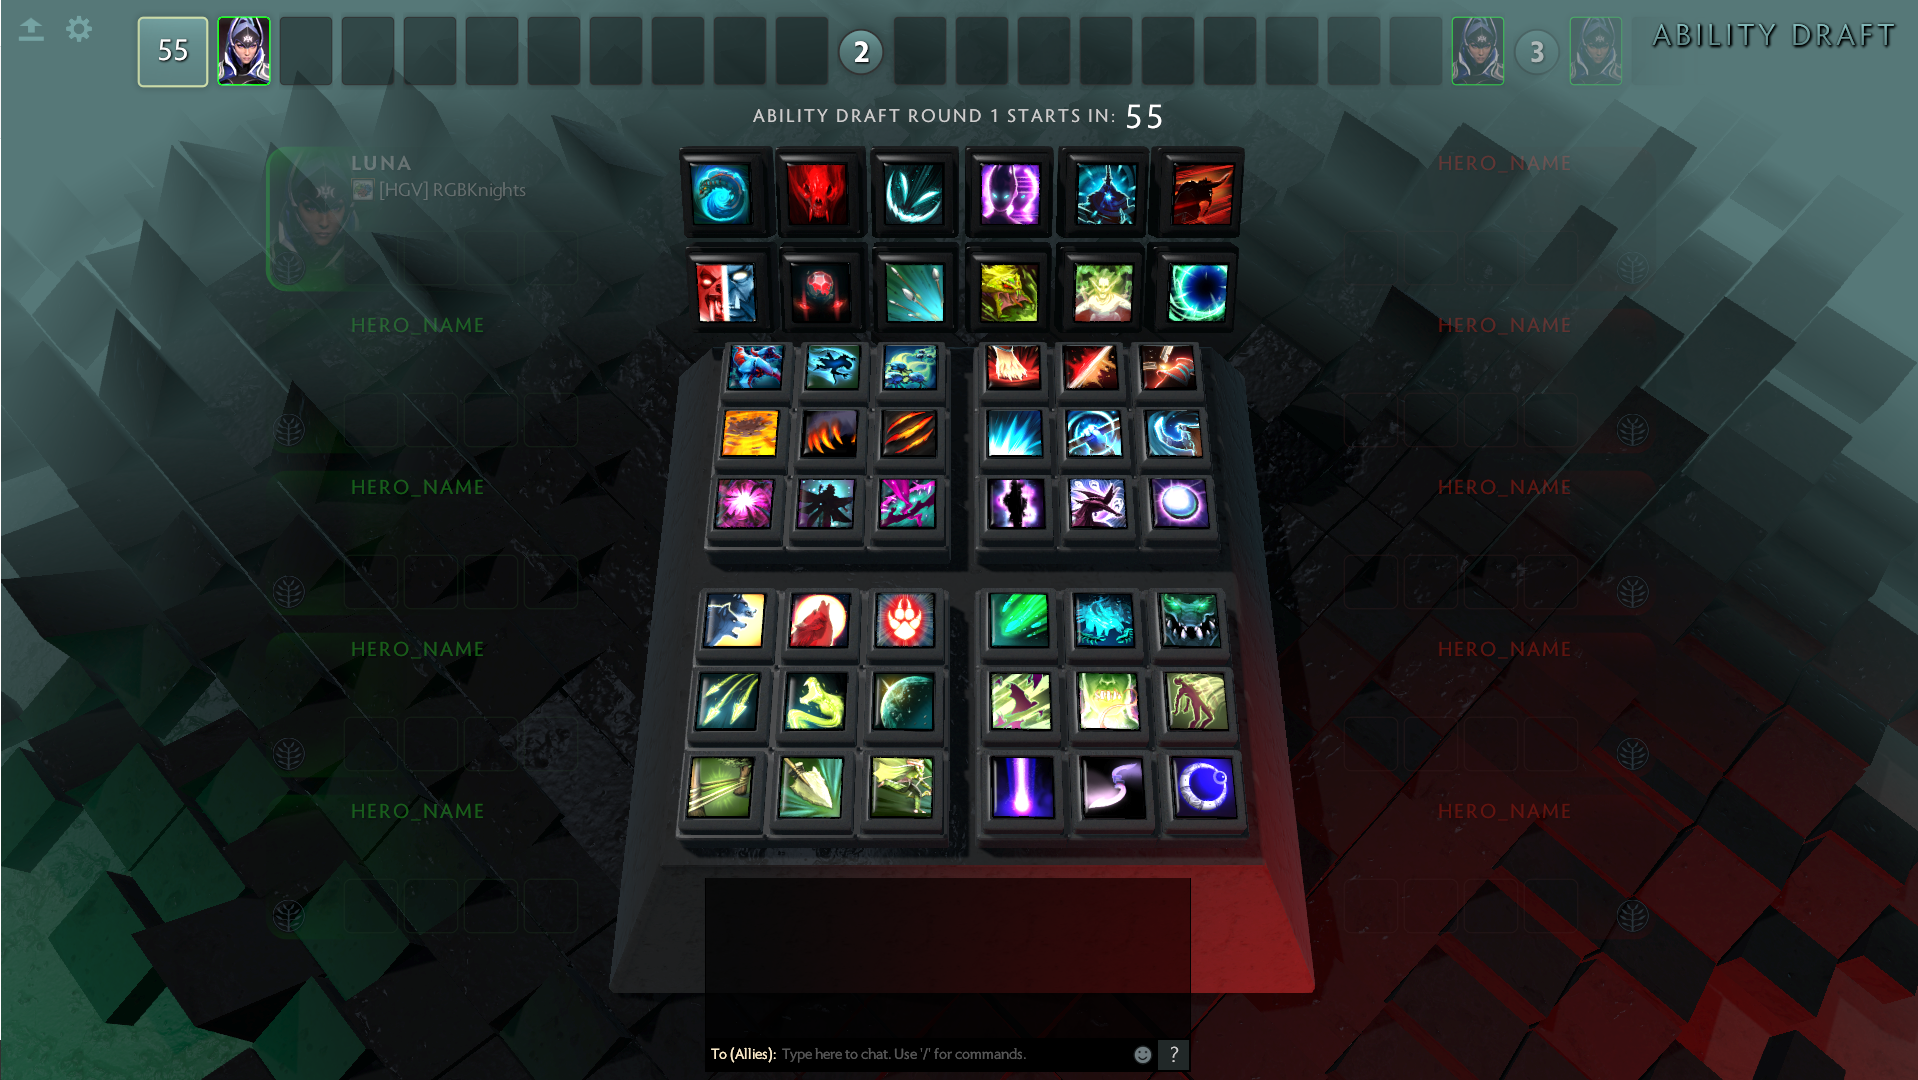 55
2
3
ABILITY DRAFT
ABILITY DRAFT ROUND 1 STARTS IN: 55
LUNA
[HGV] RGBKnights
HERO_NAME
HERO_NAME
HERO_NAME
HERO_NAME
HERO_NAME
HERO_NAME
HERO_NAME
HERO_NAME
HERO_NAME
To (Allies): Type here to chat. Use '/' for commands.
?